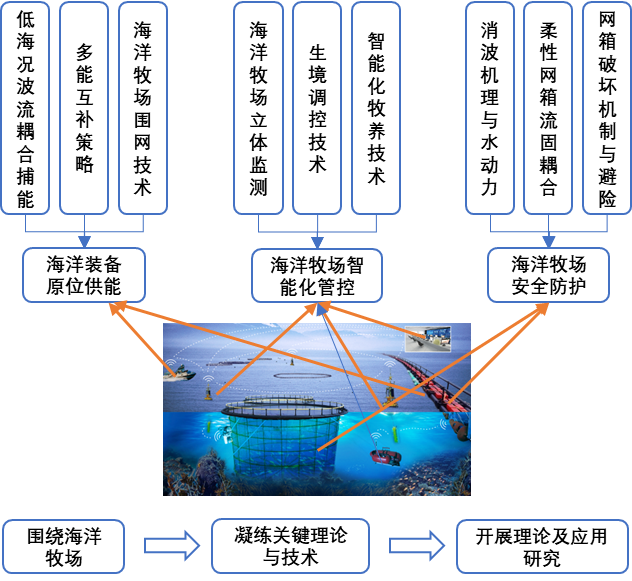 低海况波流耦合捕能
多能互补策略
海洋牧场围网技术
海洋牧场立体监测
生境调控技术
智能化牧养技术
消波机理与水动力
柔性网箱流固耦合
网箱破坏机制与避险
海洋装备
原位供能
海洋牧场智
能化管控
海洋牧场
安全防护
围绕海洋
牧场
凝练关键理论
与技术
开展理论及应用
研究